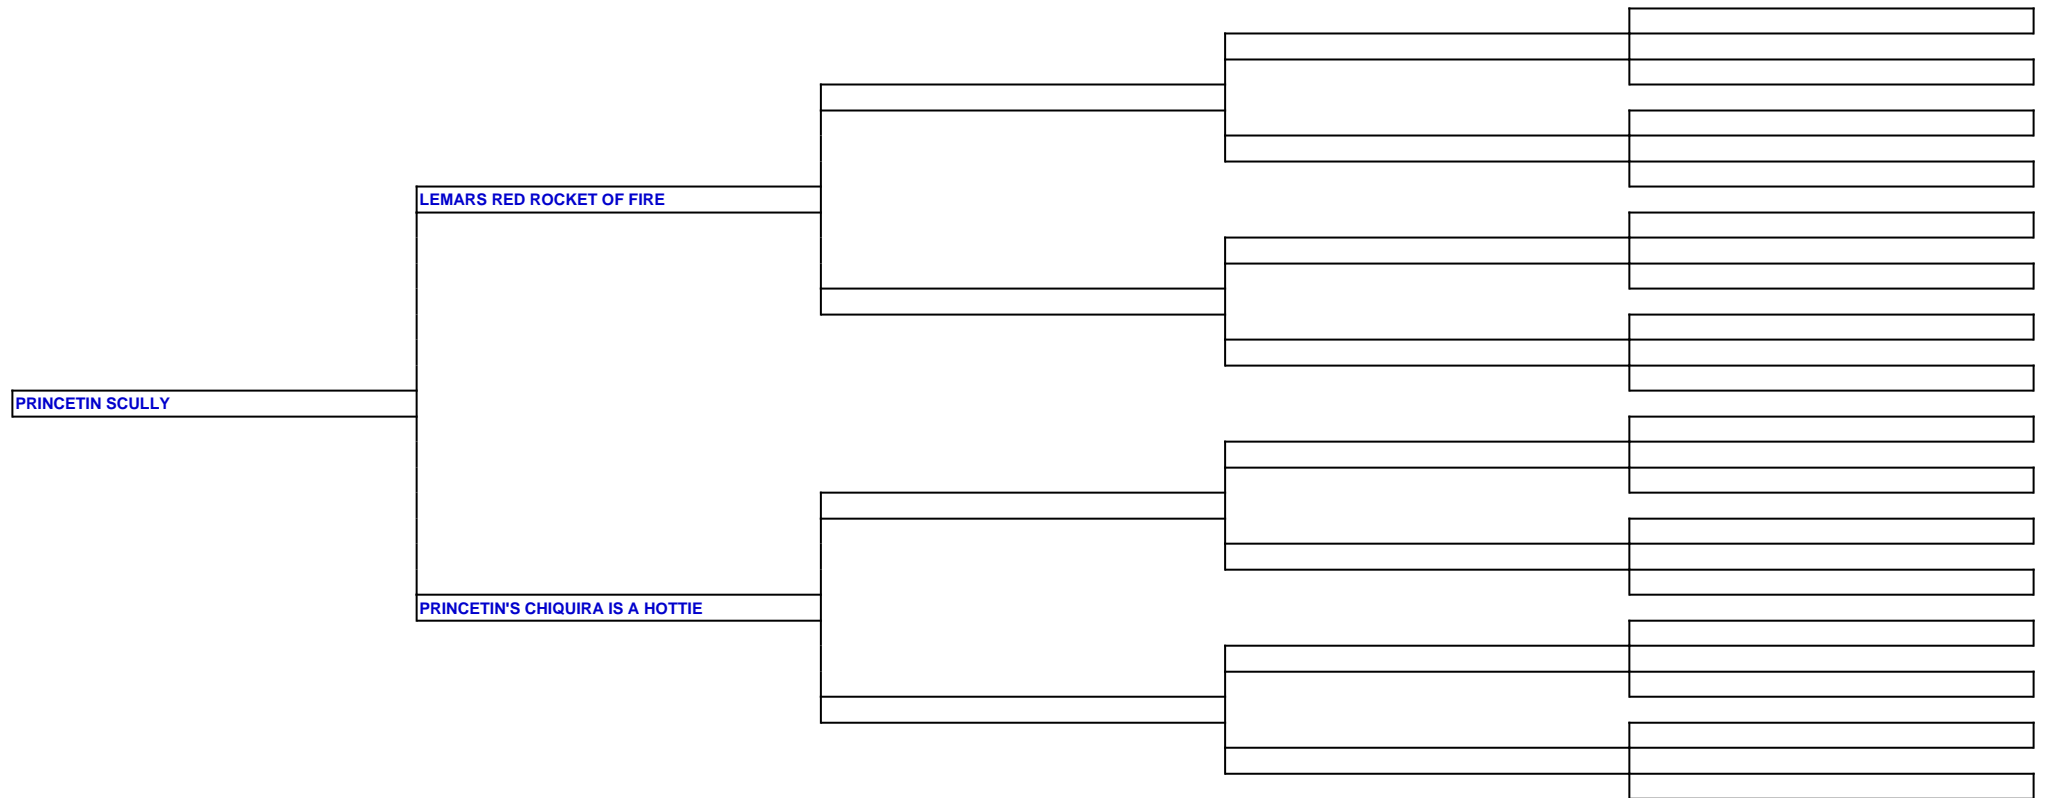 LEMARS RED ROCKET OF FIRE
PRINCETIN SCULLY
PRINCETIN'S CHIQUIRA IS A HOTTIE